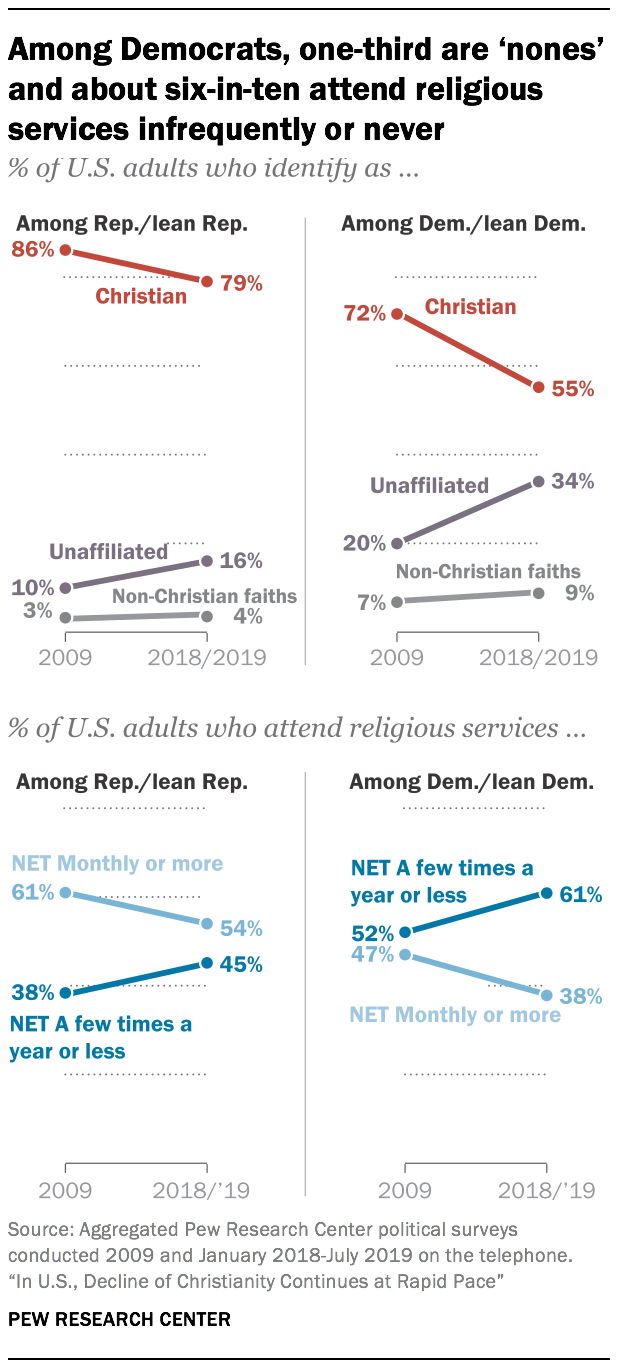 Among Democrats, one-third are ‘nones’
and about six-in-ten attend religious
services infrequently or never
% of U.S. adults who identify as ...
Among Rep./lean Rep.
86%
79%
Christian
Unaffiliated
16%
10%
Non-Christian faiths
3%
4%
2009
2018/2019
Among Dem./lean Dem.
Christian
72%
55%
Unaffiliated
34%
20%
Non-Christian faiths
7%
9%
2009
2018/2019
% of U.S. adults who attend religious services ...
Among Rep./lean Rep.
NET Monthly or more
61%
54%
45%
38%
NET A few times a
year or less
2009
2018/’19
Among Dem./lean Dem.
NET A few times a
year or less
61%
52%
47%
38%
NET Monthly or more
2009
2018/’19
Source: Aggregated Pew Research Center political surveys
conducted 2009 and January 2018-July 2019 on the telephone.
“In U.S., Decline of Christianity Continues at Rapid Pace”
PEW RESEARCH CENTER